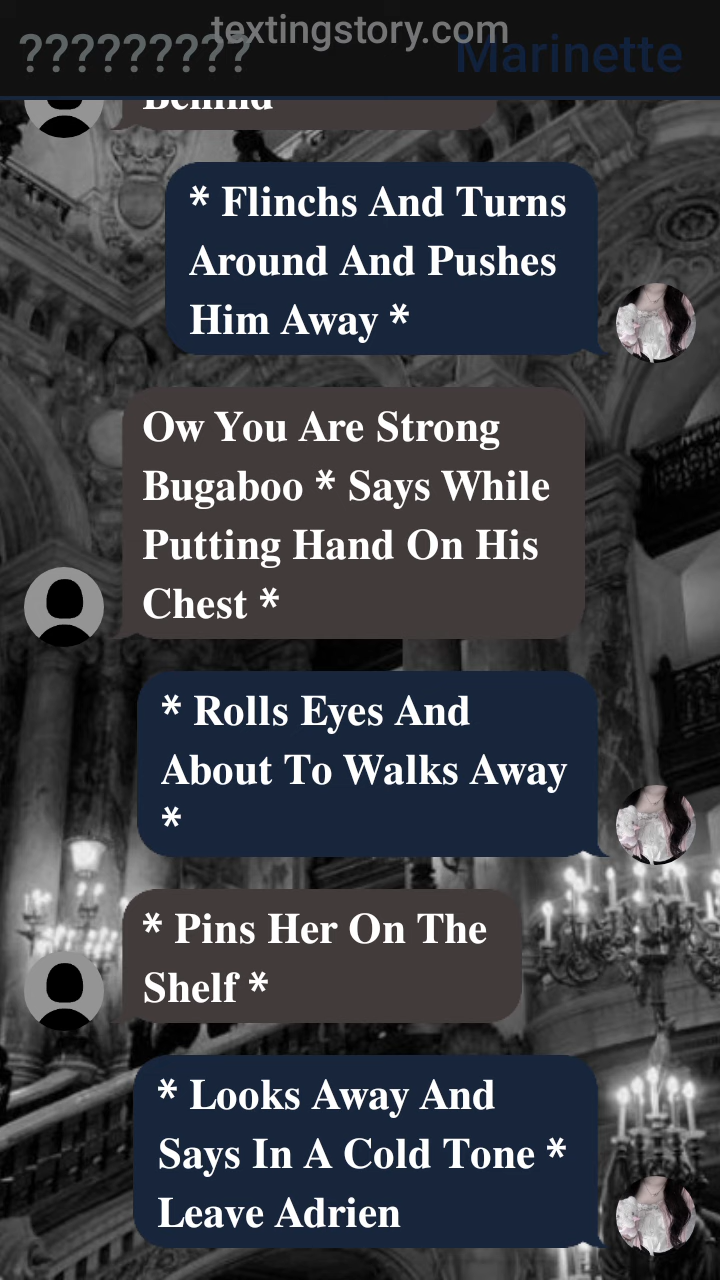 textingstory.com
????????? Marinette
Behind
* Flinchs And Turns
Around And Pushes
Him Away *
Ow You Are Strong
Bugaboo * Says While
Putting Hand On His
Chest *
* Rolls Eyes And
About To Walks Away
*
* Pins Her On The
Shelf *
* Looks Away And
Says In A Cold Tone *
Leave Adrien